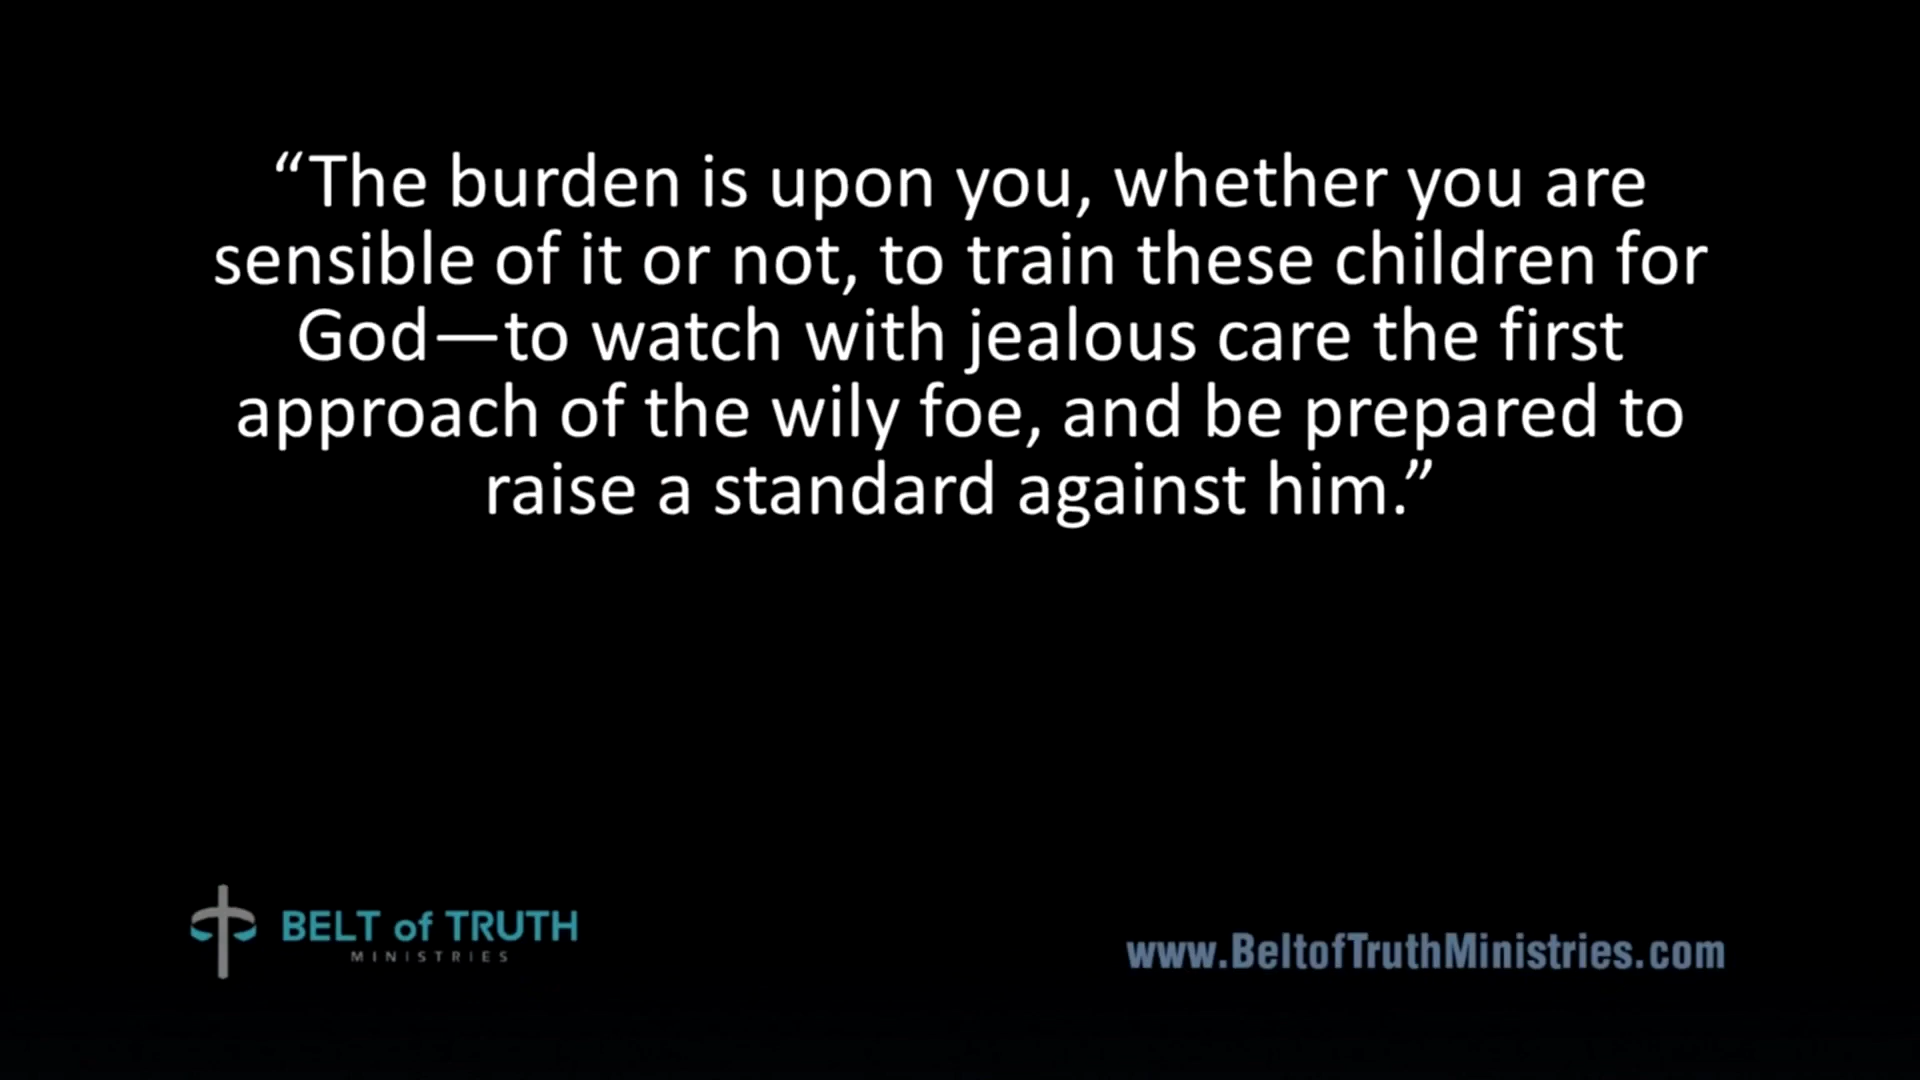 “The burden is upon you, whether you are
sensible of it or not, to train these children for
God—to watch with jealous care the first
approach of the wily foe, and be prepared to
raise a standard against him.”
BELT of TRUTH
MINISTRIES
www.BeltofTruthMinistries.com